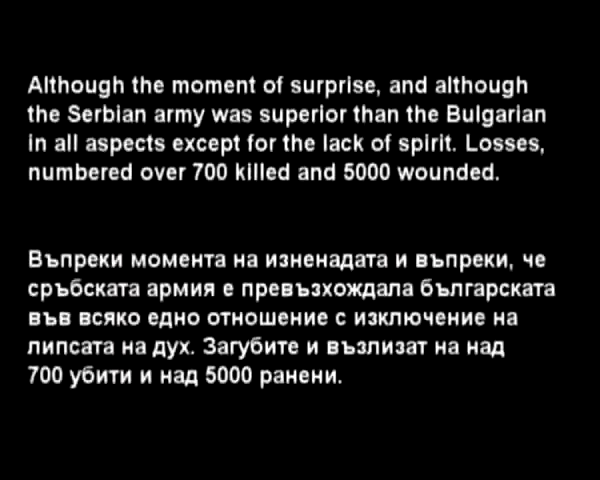 Although the moment of surprise, and although
the Serbian army was superior than the Bulgarian
in all aspects except for the lack of spirit. Losses,
numbered over 700 killed and 5000 wounded.
Въпреки момента на изненадата и въпреки, че
сръбската армия е превъзхождала българската
във всяко едно отношение с изключение на
липсата на дух. Загубите и възлизат на над
700 убити и над 5000 ранени.